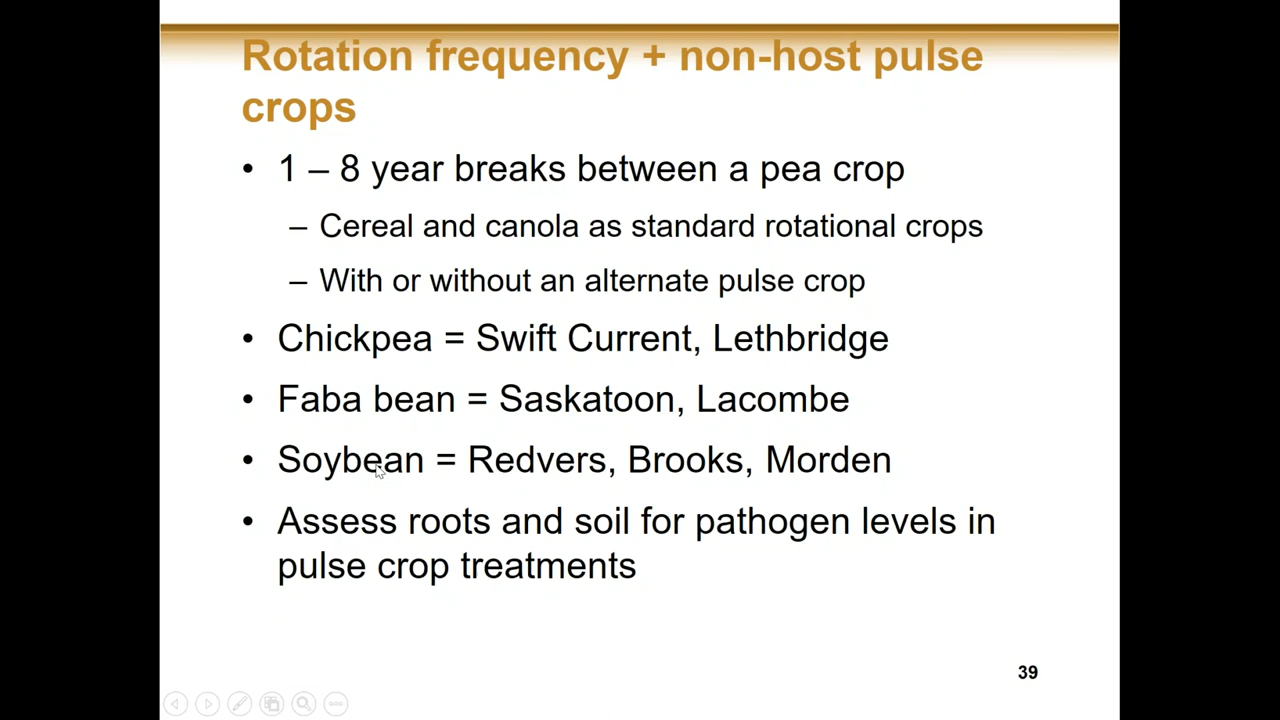 Rotation frequency + non-host pulse
crops
• 1 – 8 year breaks between a pea crop
– Cereal and canola as standard rotational crops
– With or without an alternate pulse crop
• Chickpea = Swift Current, Lethbridge
• Faba bean = Saskatoon, Lacombe
• Soybean = Redvers, Brooks, Morden
• Assess roots and soil for pathogen levels in
pulse crop treatments
39